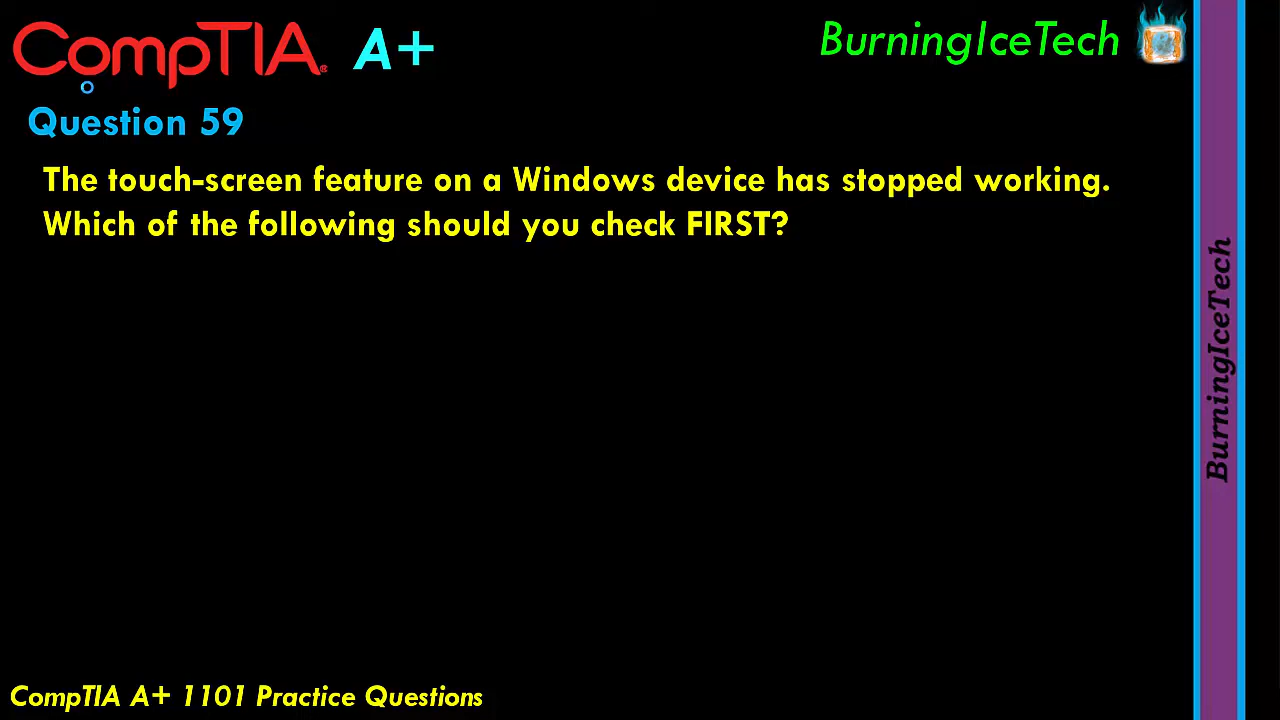 CompTIA® A+
BurningIceTech
Question 59
The touch-screen feature on a Windows device has stopped working.
Which of the following should you check FIRST?
BurningIceTech
CompTIA A+ 1101 Practice Questions